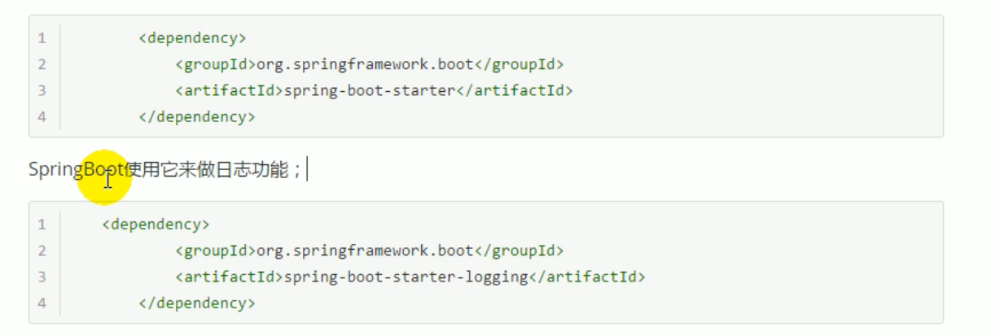 1 <dependency>
2 <groupId>org.springframework.boot</groupId>
3 <artifactId>spring-boot-starter</artifactId>
4 </dependency>
SpringBoot使用它来做日志功能；
1 <dependency>
2 <groupId>org.springframework.boot</groupId>
3 <artifactId>spring-boot-starter-logging</artifactId>
4 </dependency>